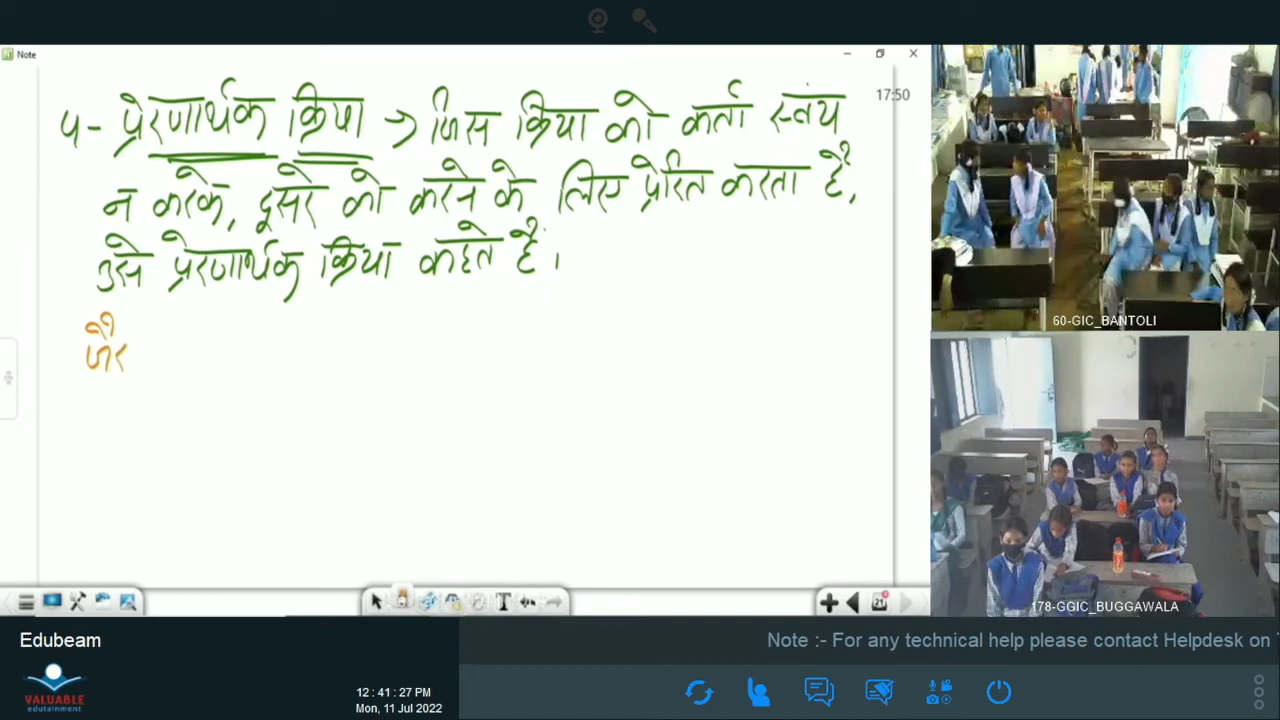 Note
17:50
५- प्रेरणार्थक क्रिया → जिस क्रिया को कर्ता स्वंय
न करके, दूसरे को करने के लिए प्रेरित करता है,
उसे प्रेरणार्थक क्रिया कहते हैं।
जैर
60-GIC_BANTOLI
178-GGIC_BUGGAWALA
21
Edubeam
Note :- For any technical help please contact Helpdesk on
VALUABLE
edutainment
12 : 41 : 27 PM
Mon, 11 Jul 2022